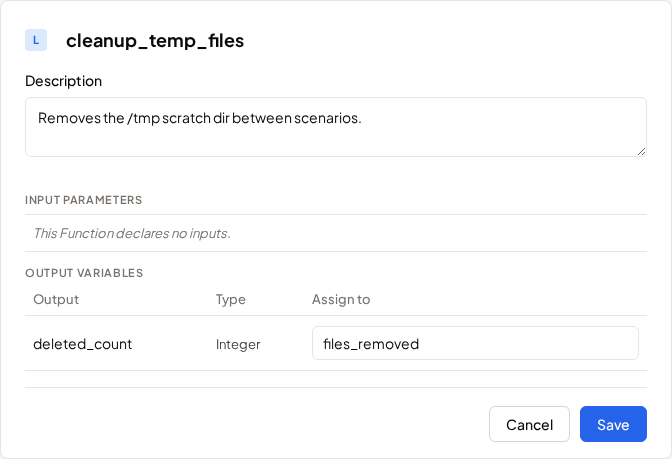 L cleanup_temp_files
Description
Removes the /tmp scratch dir between scenarios.
INPUT PARAMETERS
This Function declares no inputs.
OUTPUT VARIABLES
Output Type Assign to
deleted_count Integer files_removed
Cancel Save